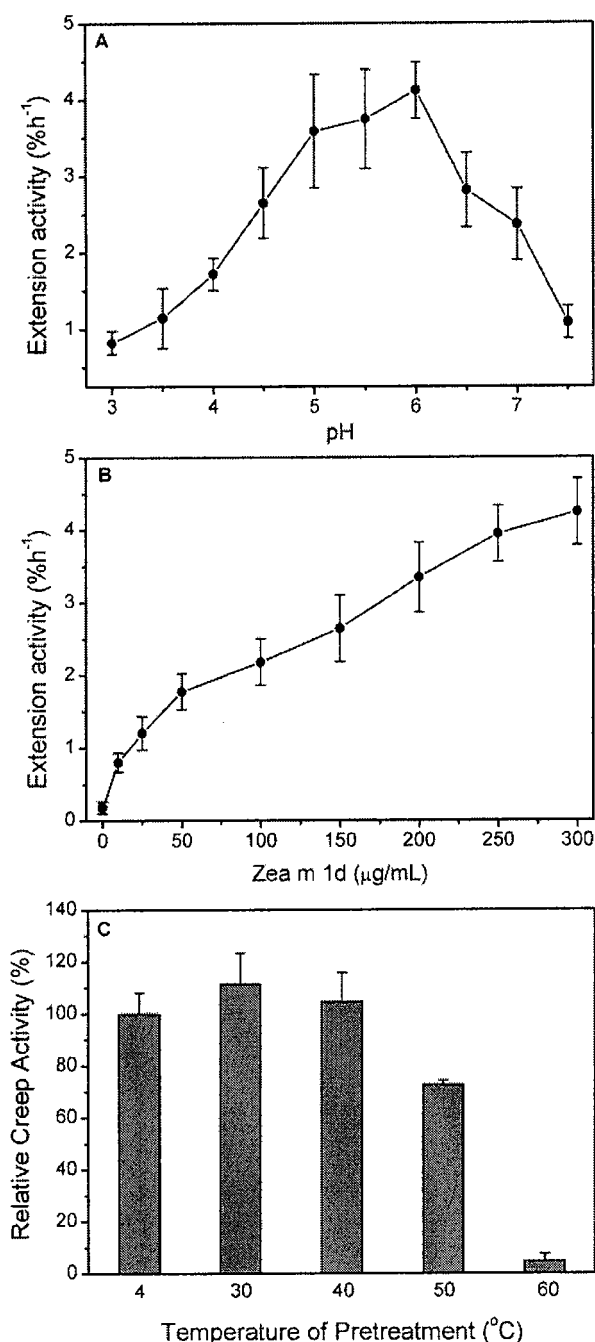 A
5
4
3
2
1
Extension activity (%h⁻¹)
3 4 5 6 7
pH
B
5
4
3
2
1
0
Extension activity (%h⁻¹)
0 50 100 150 200 250 300
Zea m 1d (μg/mL)
C
140
120
100
80
60
40
20
0
Relative Creep Activity (%)
4 30 40 50 60
Temperature of Pretreatment (°C)